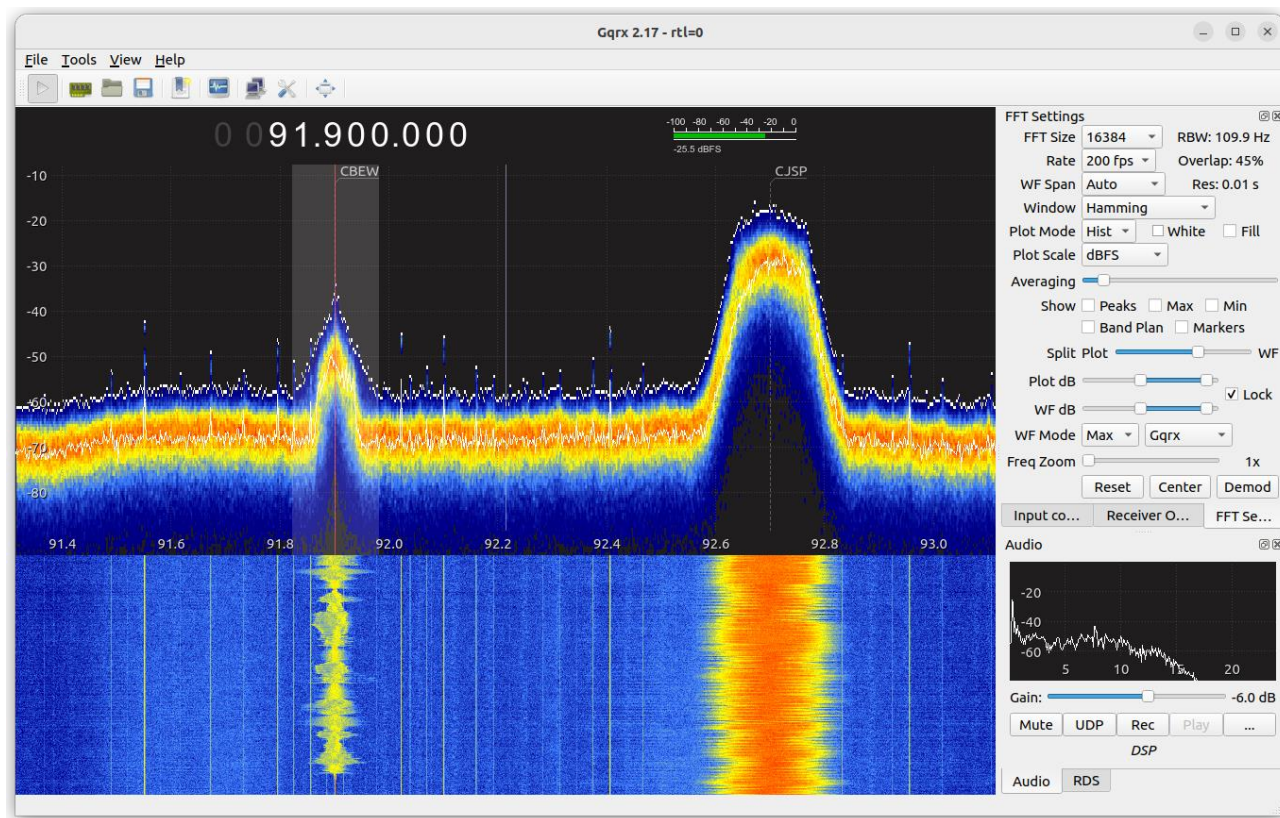 Gqrx 2.17 - rtl=0
File Tools View Help
0 091.900.000
-100 -80 -60 -40 -20 0
-25.5 dBFS
CBEW
CJSP
-10
-20
-30
-40
-50
-60
-70
-80
91.4 91.6 91.8 92.0 92.2 92.4 92.6 92.8 93.0
FFT Settings
FFT Size 16384 RBW: 109.9 Hz
Rate 200 fps Overlap: 45%
WF Span Auto Res: 0.01 s
Window Hamming
Plot Mode Hist White Fill
Plot Scale dBFS
Averaging
Show Peaks Max Min
Band Plan Markers
Split Plot WF
Plot dB
Lock
WF dB
WF Mode Max Gqrx
Freq Zoom 1x
Reset Center Demod
Input co... Receiver O... FFT Se...
Audio
-20
-40
-60
5 10 15 20
Gain: -6.0 dB
Mute UDP Rec Play ...
DSP
Audio RDS